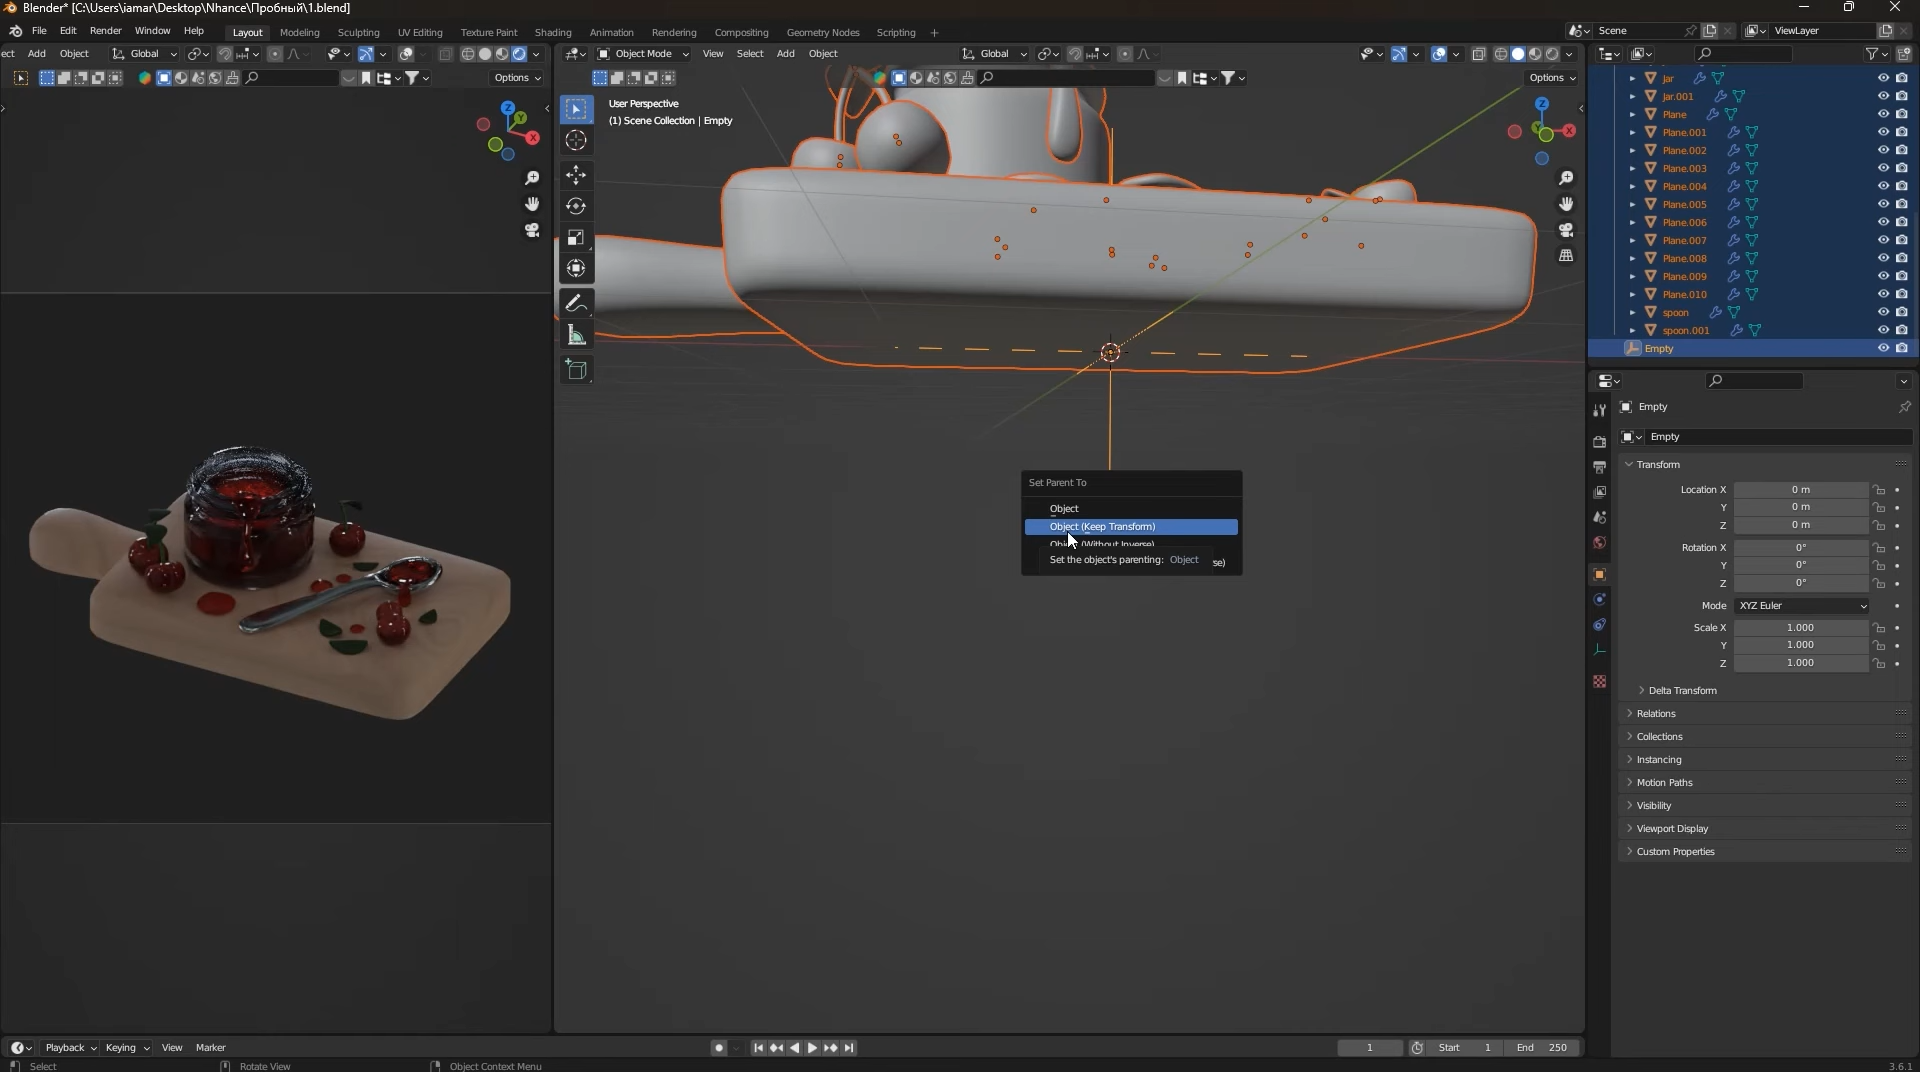 Blender* [C:\Users\iamar\Desktop\Nhance\Пробный\1.blend]
File Edit Render Window Help Layout Modeling Sculpting UV Editing Texture Paint Shading Animation Rendering Compositing Geometry Nodes Scripting + Scene ViewLayer
ect Add Object Global Object Mode View Select Add Object Global
Options Options
User Perspective
(1) Scene Collection | Empty
Z
Y
X
Z
Y
X
Jar
Jar.001
Plane
Plane.001
Plane.002
Plane.003
Plane.004
Plane.005
Plane.006
Plane.007
Plane.008
Plane.009
Plane.010
spoon
spoon.001
Empty
Set Parent To
Object
Object (Keep Transform)
Object (Without Inverse)
Set the object's parenting: Object
se)
Empty
Empty
Transform
Location X 0 m
Y 0 m
Z 0 m
Rotation X 0°
Y 0°
Z 0°
Mode XYZ Euler
Scale X 1.000
Y 1.000
Z 1.000
Delta Transform
Relations
Collections
Instancing
Motion Paths
Visibility
Viewport Display
Custom Properties
Playback Keying View Marker 1 Start 1 End 250
Select Rotate View Object Context Menu 3.6.1